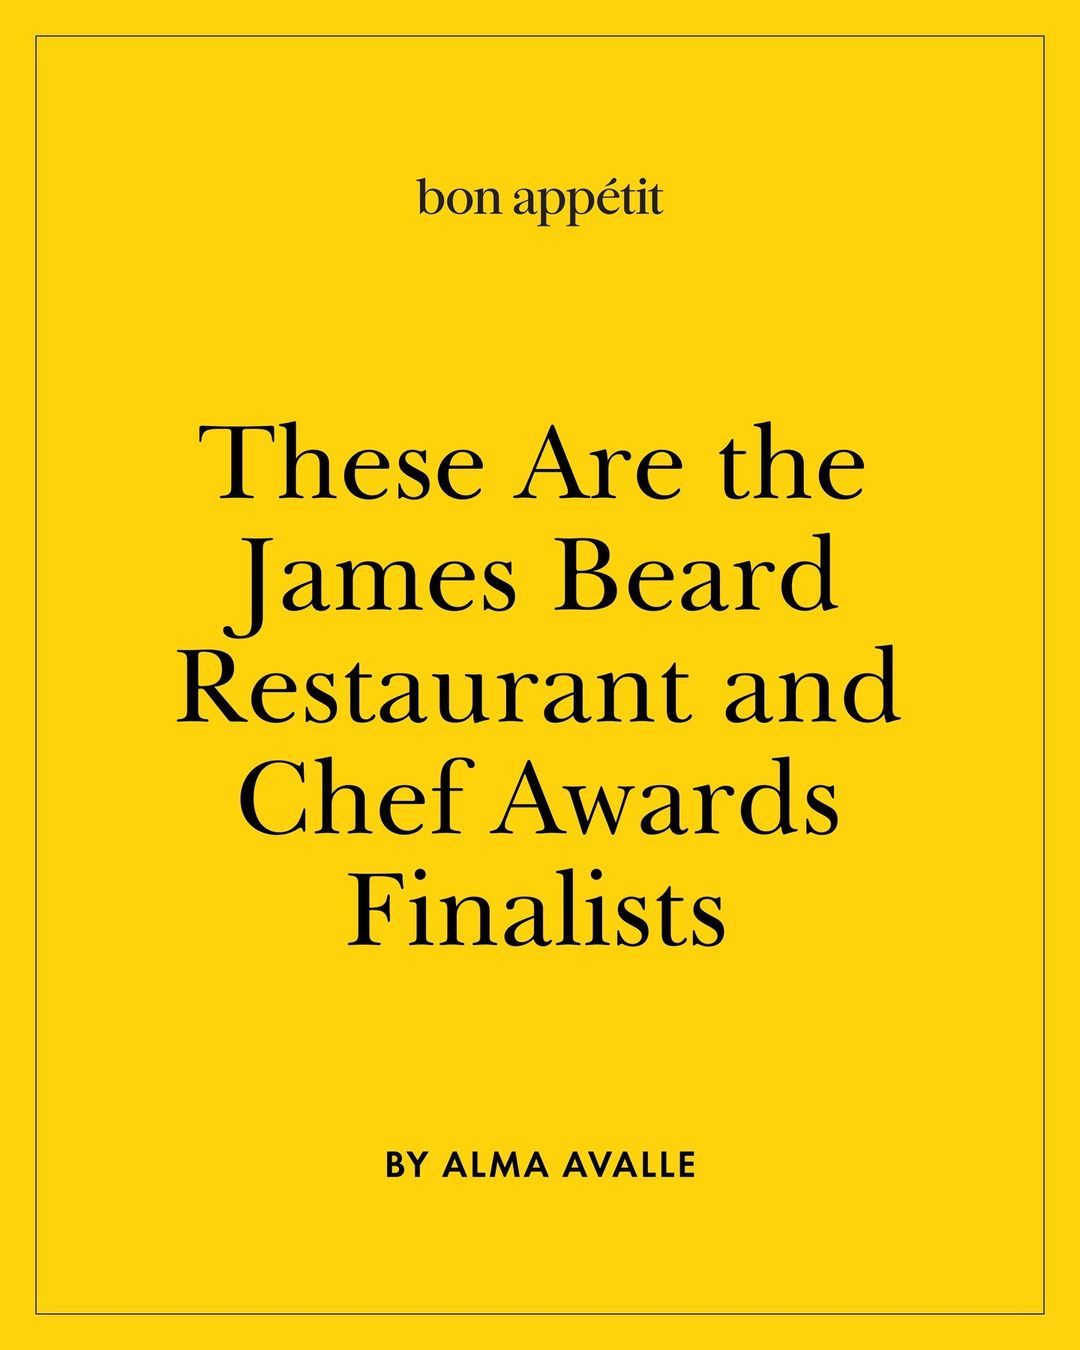 bon appétit
These Are the
James Beard
Restaurant and
Chef Awards
Finalists
BY ALMA AVALLE